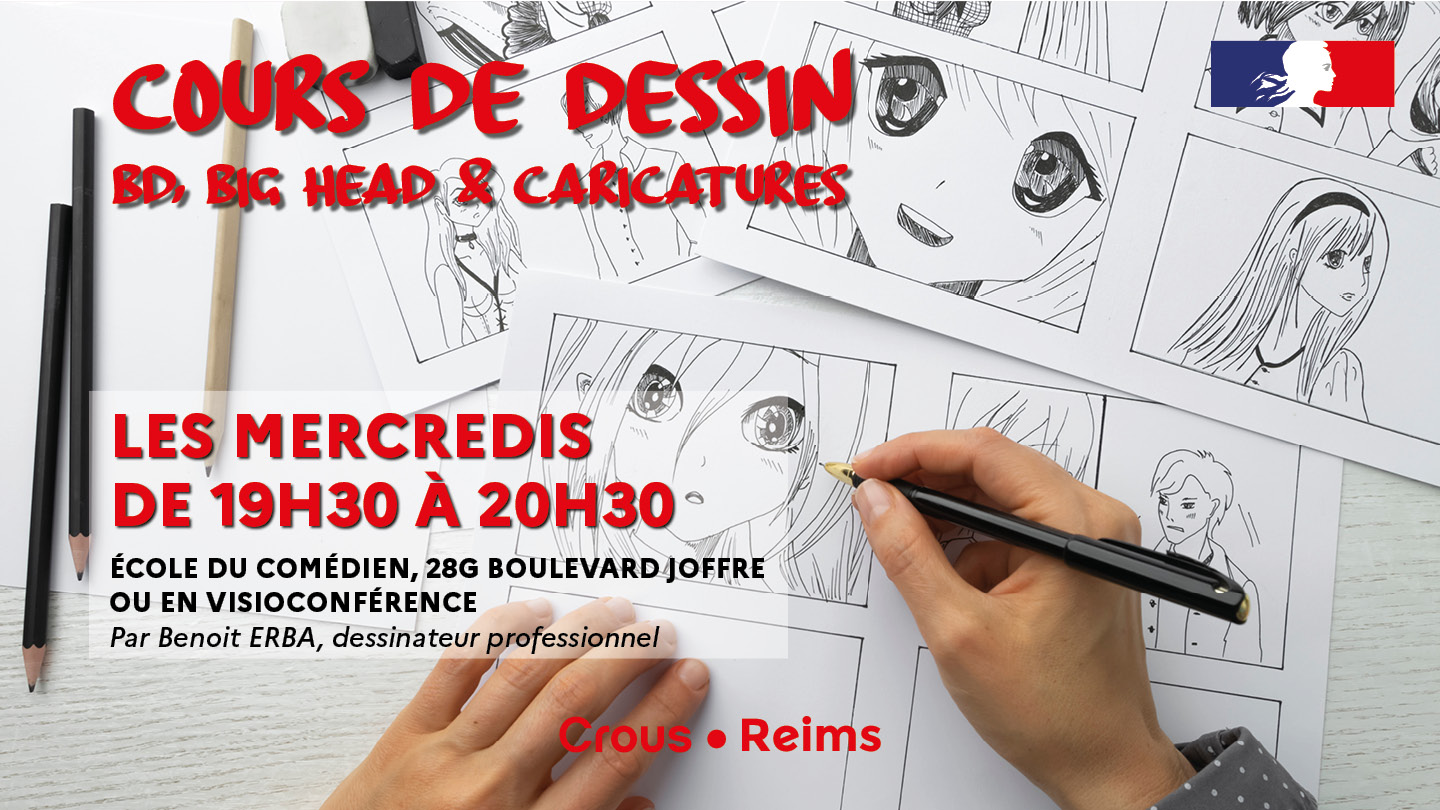 COURS DE DESSIN
BD, BIG HEAD & CARICATURES
LES MERCREDIS
DE 19H30 À 20H30
ÉCOLE DU COMÉDIEN, 28G BOULEVARD JOFFRE
OU EN VISIOCONFÉRENCE
Par Benoit ERBA, dessinateur professionnel
Crous • Reims